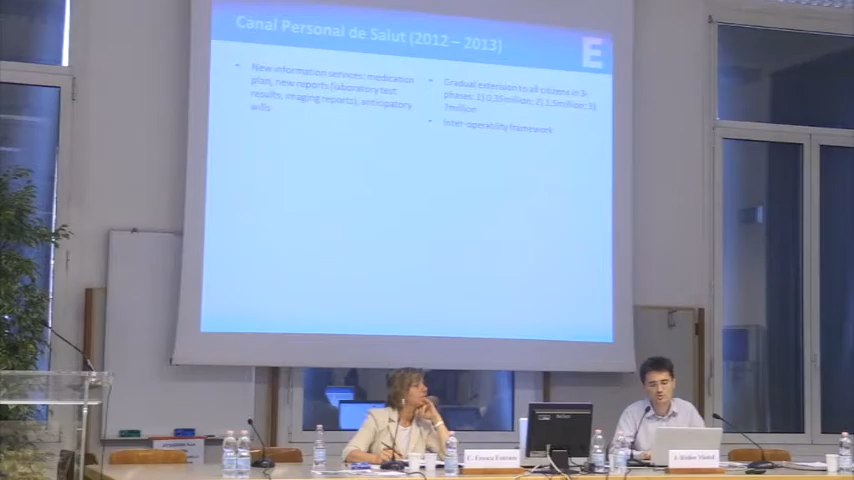 Canal Personal de Salut (2012 – 2013)
E
• New information services: medication
plan, new reports (laboratory test
results, imaging reports), anticipatory
wills
• Gradual extension to all citizens in 3
phases: 1) 0,35million; 2) 1,5million; 3)
7million
• Inter-operability framework